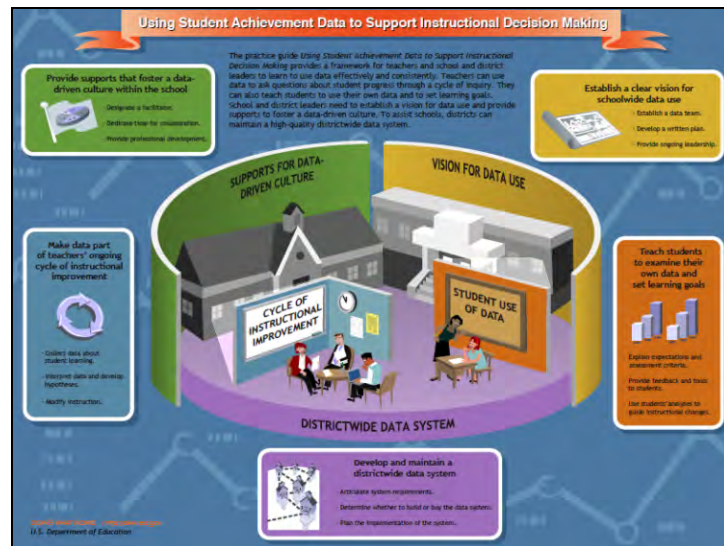 Using Student Achievement Data to Support Instructional Decision Making
The practice guide Using Student Achievement Data to Support Instructional
Decision Making provides a framework for teachers and school and district
leaders to learn to use data effectively and consistently. Teachers can use
data to ask questions about student progress through a cycle of inquiry. They
can also teach students to use their own data and to set learning goals.
School and district leaders need to establish a vision for data use and provide
supports to foster a data-driven culture. To assist schools, districts can
maintain a high-quality districtwide data system.
Provide supports that foster a data-
driven culture within the school
- Designate a facilitator.
- Dedicate time for collaboration.
- Provide professional development.
Establish a clear vision for
schoolwide data use
- Establish a data team.
- Develop a written plan.
- Provide ongoing leadership.
SUPPORTS FOR DATA-
DRIVEN CULTURE
VISION FOR DATA USE
Make data part
of teachers' ongoing
cycle of instructional
improvement
- Collect data about
student learning.
- Interpret data and develop
hypotheses.
- Modify instruction.
CYCLE OF
INSTRUCTIONAL
IMPROVEMENT
STUDENT USE
OF DATA
Teach students
to examine their
own data and
set learning goals
- Explain expectations and
assessment criteria.
- Provide feedback and tools
to students.
- Use students' analyses to
guide instructional changes.
DISTRICTWIDE DATA SYSTEM
Develop and maintain a
districtwide data system
- Articulate system requirements.
- Determine whether to build or buy the data system.
- Plan the implementation of the system.
U.S. Department of Education